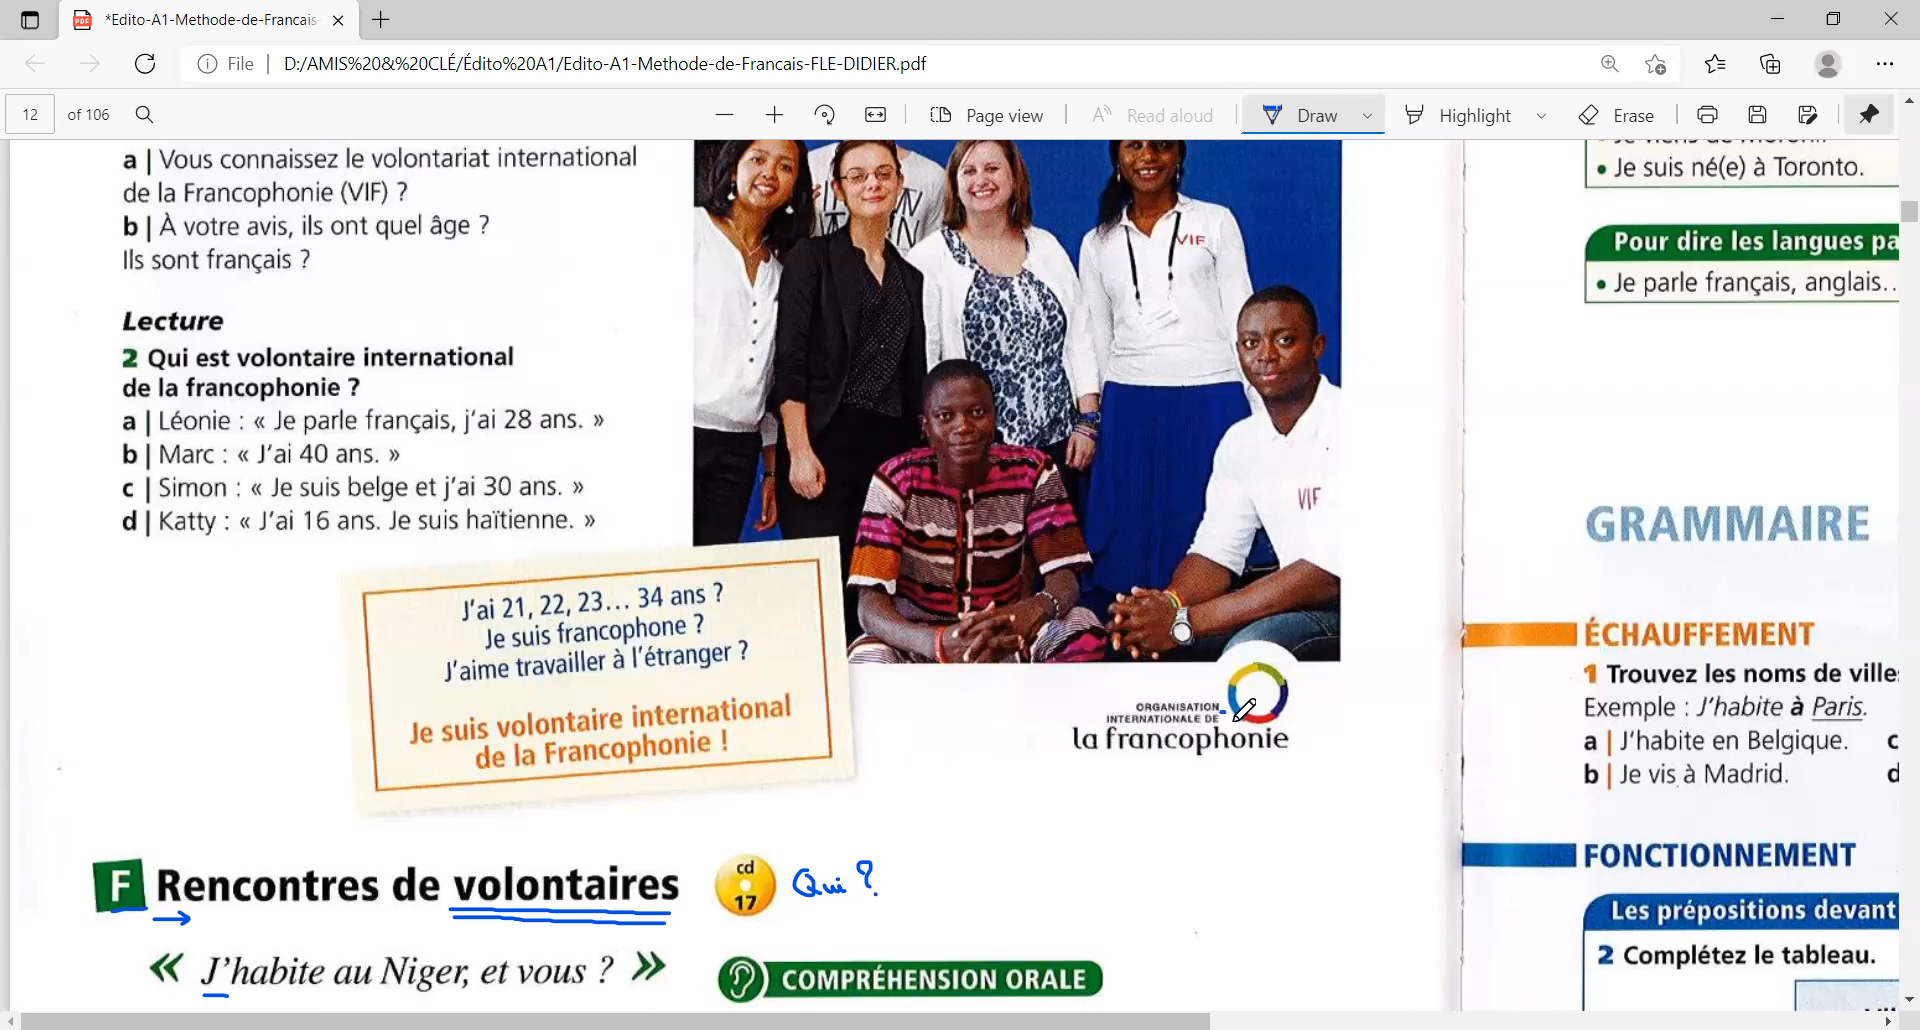 *Edito-A1-Methode-de-Francais-
File
D:/AMIS%20&%20CLÉ/Édito%20A1/Edito-A1-Methode-de-Francais-FLE-DIDIER.pdf
12 of 106
Page view
Read aloud
Draw
Highlight
Erase
a | Vous connaissez le volontariat international
de la Francophonie (VIF) ?
b | À votre avis, ils ont quel âge ?
Ils sont français ?
Lecture
2 Qui est volontaire international
de la francophonie ?
a | Léonie : « Je parle français, j'ai 28 ans. »
b | Marc : « J'ai 40 ans. »
c | Simon : « Je suis belge et j'ai 30 ans. »
d | Katty : « J'ai 16 ans. Je suis haïtienne. »
J'ai 21, 22, 23... 34 ans ?
Je suis francophone ?
J'aime travailler à l'étranger ?
Je suis volontaire international
de la Francophonie !
VIF
VIF
ORGANISATION
INTERNATIONALE DE
la francophonie
F Rencontres de volontaires
cd
17
Qui ?
« J'habite au Niger, et vous ? »
COMPRÉHENSION ORALE
• Je suis né(e) à Toronto.
Pour dire les langues pa
• Je parle français, anglais..
GRAMMAIRE
ÉCHAUFFEMENT
1 Trouvez les noms de ville
Exemple : J'habite à Paris.
a | J'habite en Belgique. c
b | Je vis à Madrid. d
FONCTIONNEMENT
Les prépositions devant
2 Complétez le tableau.